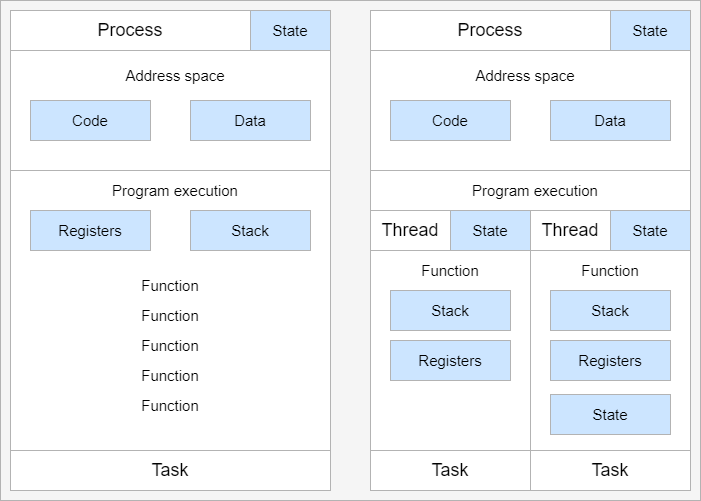 Process
State
Address space
Code
Data
Program execution
Registers
Stack
Function
Function
Function
Function
Function
Task
Process
State
Address space
Code
Data
Program execution
Thread
State
Thread
State
Function
Stack
Registers
Function
Stack
Registers
State
Task
Task